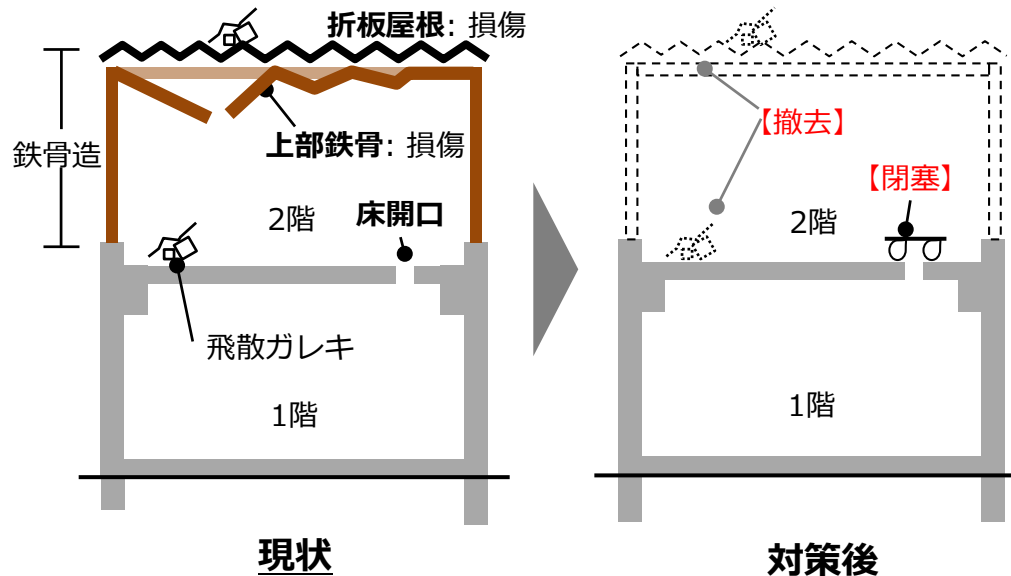 折板屋根: 損傷
鉄骨造
上部鉄骨: 損傷
2階
床開口
飛散ガレキ
1階
現状
【撤去】
【閉塞】
2階
1階
対策後